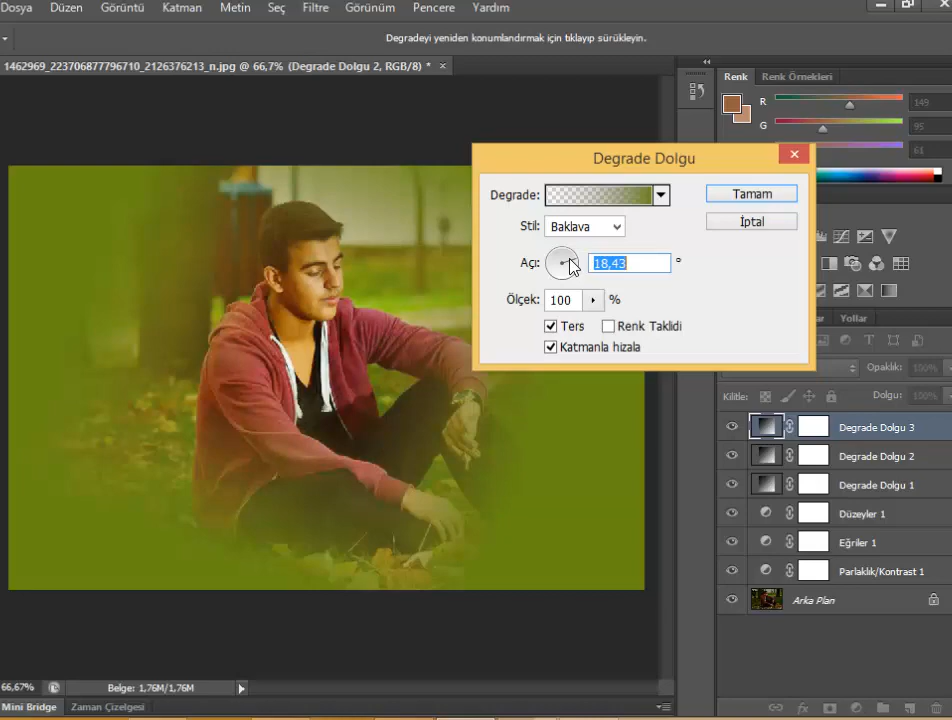 Dosya Düzen Görüntü Katman Metin Seç Filtre Görünüm Pencere Yardım
Degradeyi yeniden konumlandırmak için tıklayıp sürükleyin.
1462969_223706877796710_2126376213_n.jpg @ 66,7% (Degrade Dolgu 2, RGB/8) * ×
Renk Renk Örnekleri
R 149
G 95
61
Degrade Dolgu
Degrade:
Tamam
Stil: Baklava
İptal
Açı: 18,43 °
Ölçek: 100 %
Ters Renk Taklidi
Katmanla hizala
ar Yollar
Opaklık: 100%
Kilitle: Dolgu: 100%
Degrade Dolgu 3
Degrade Dolgu 2
Degrade Dolgu 1
Düzeyler 1
Eğriler 1
Parlaklık/Kontrast 1
Arka Plan
66,67% Belge: 1,76M/1,76M
Mini Bridge Zaman Çizelgesi